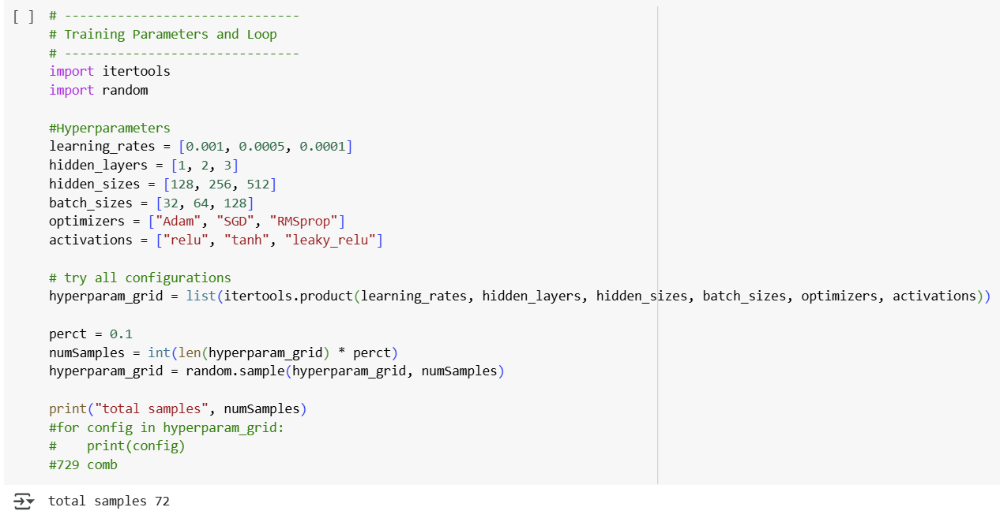 [ ] # -------------------------------
# Training Parameters and Loop
# -------------------------------
import itertools
import random
#Hyperparameters
learning_rates = [0.001, 0.0005, 0.0001]
hidden_layers = [1, 2, 3]
hidden_sizes = [128, 256, 512]
batch_sizes = [32, 64, 128]
optimizers = ["Adam", "SGD", "RMSprop"]
activations = ["relu", "tanh", "leaky_relu"]
# try all configurations
hyperparam_grid = list(itertools.product(learning_rates, hidden_layers, hidden_sizes, batch_sizes, optimizers, activations))
perct = 0.1
numSamples = int(len(hyperparam_grid) * perct)
hyperparam_grid = random.sample(hyperparam_grid, numSamples)
print("total samples", numSamples)
#for config in hyperparam_grid:
#    print(config)
#729 comb
total samples 72